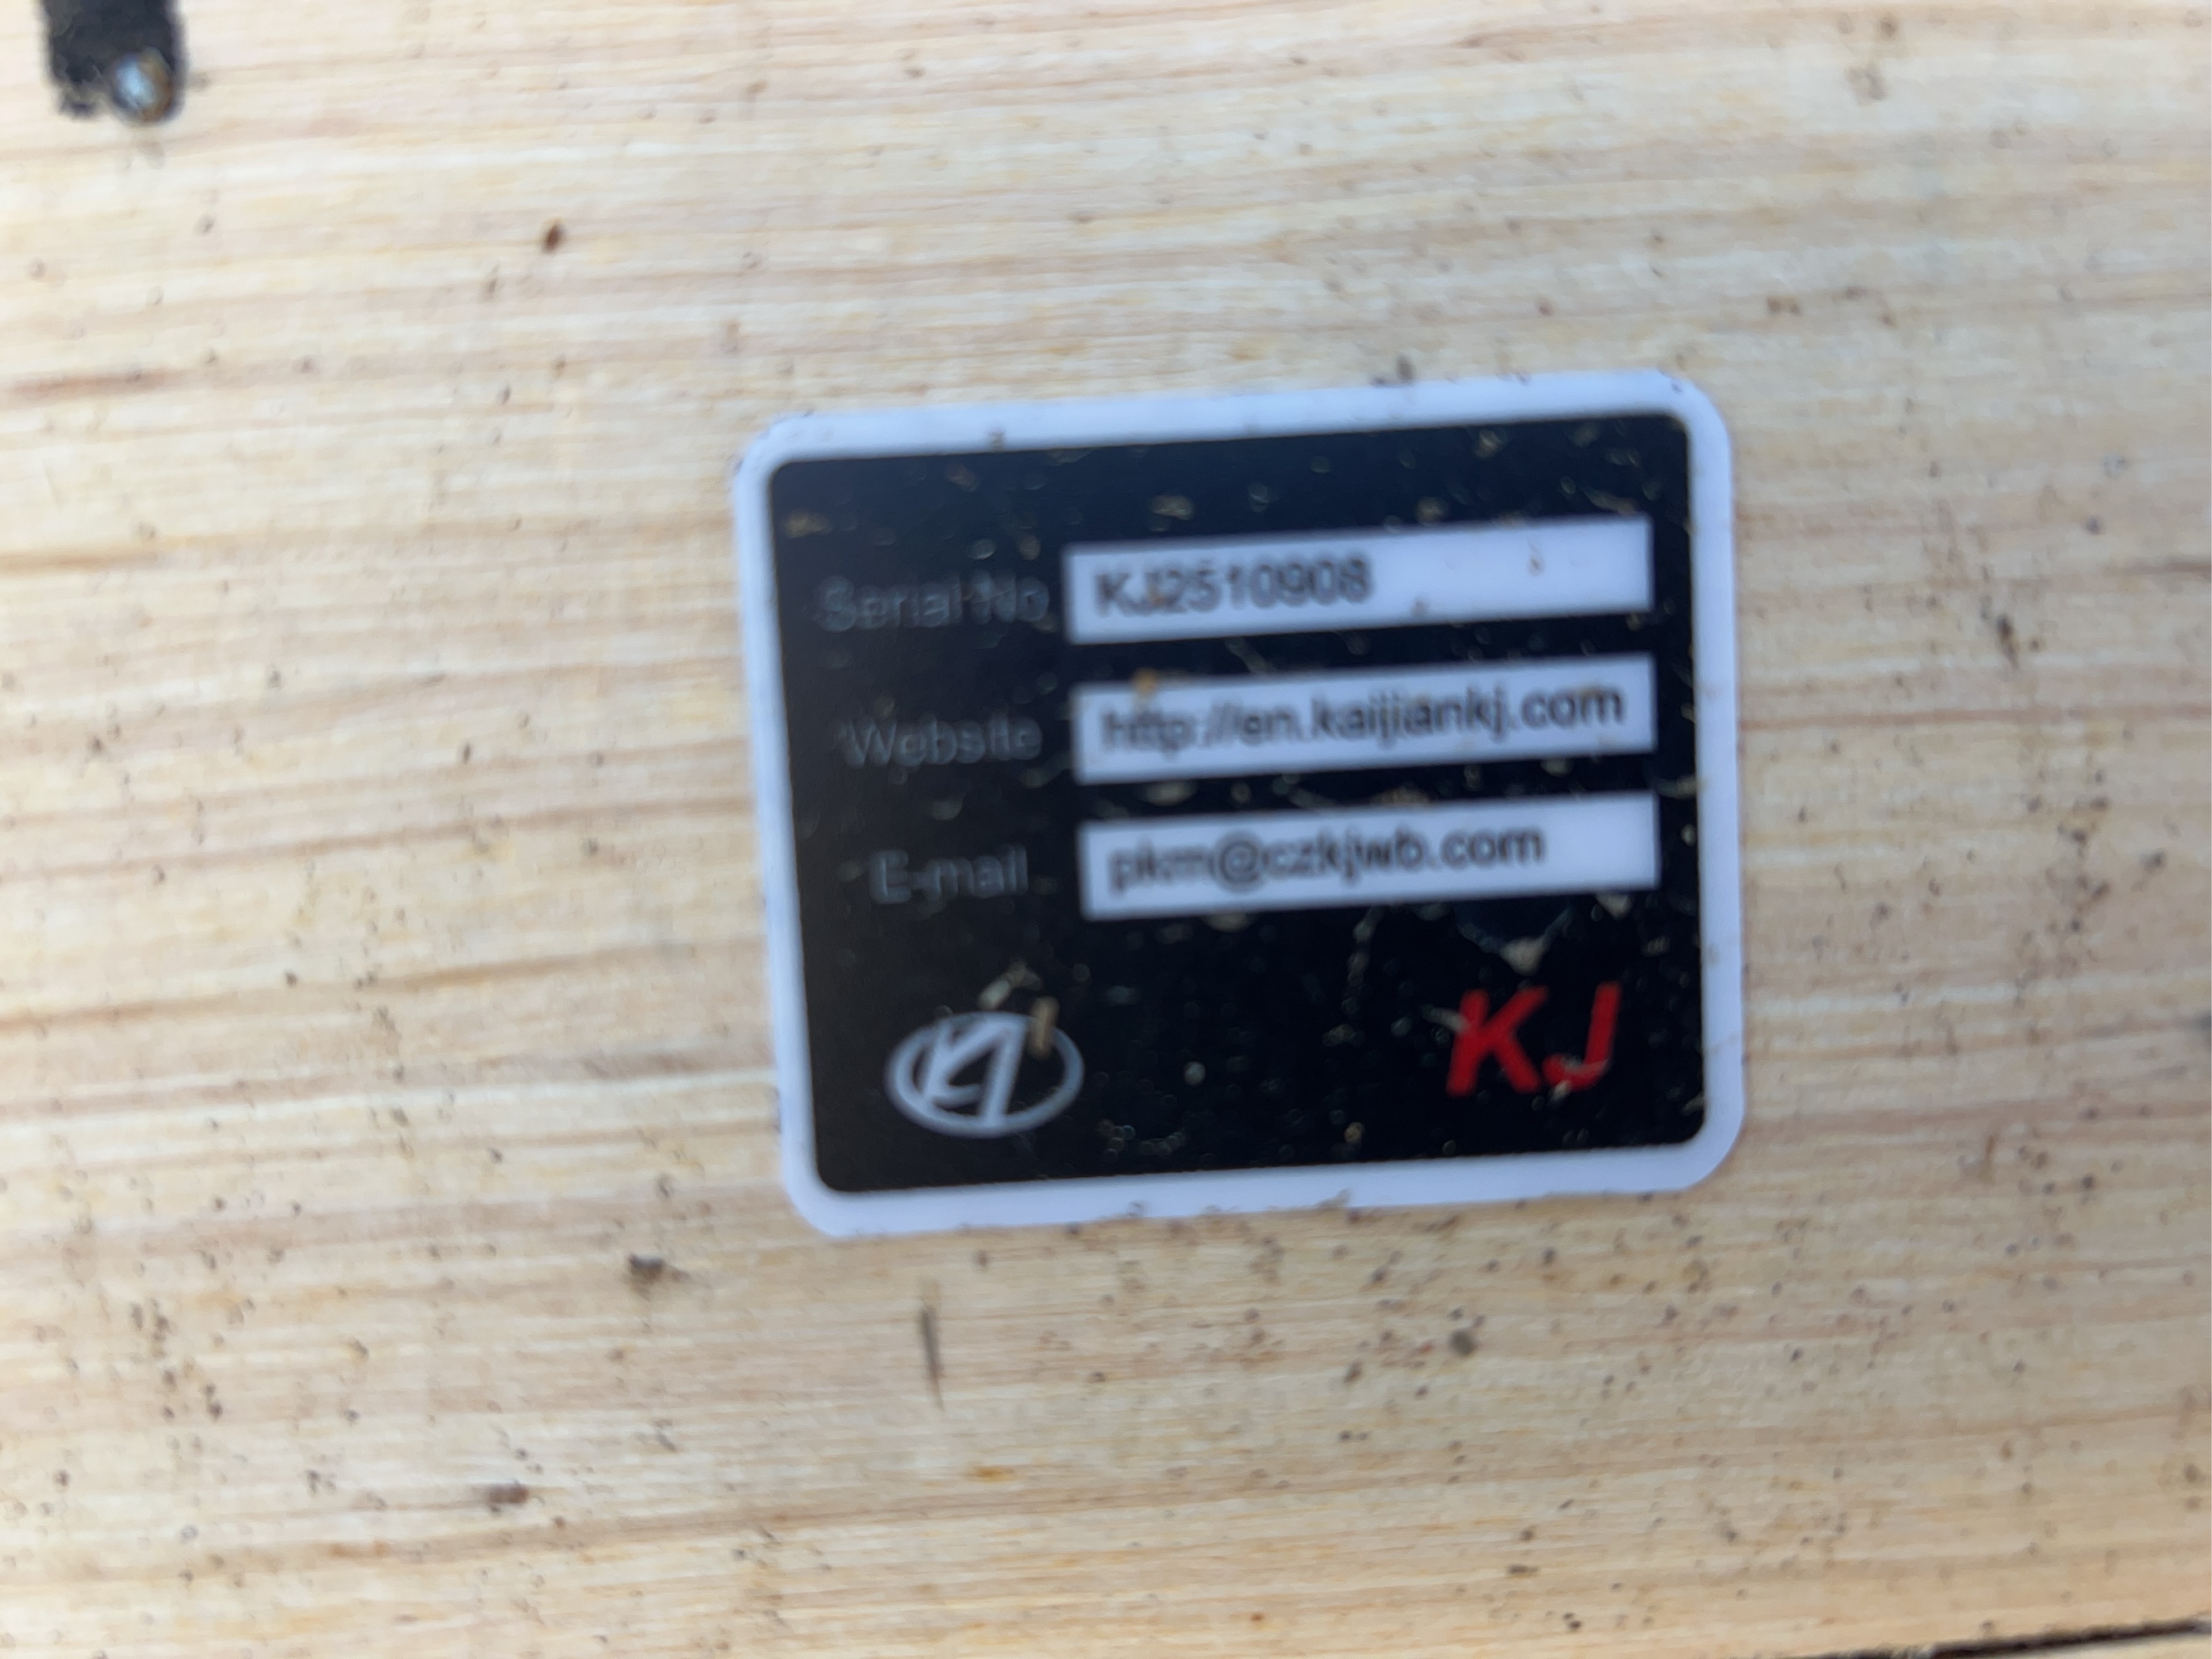 Serial No KJ2510908
Website http://en.kaijiankj.com
E-mail pkm@czkjwb.com
KJ